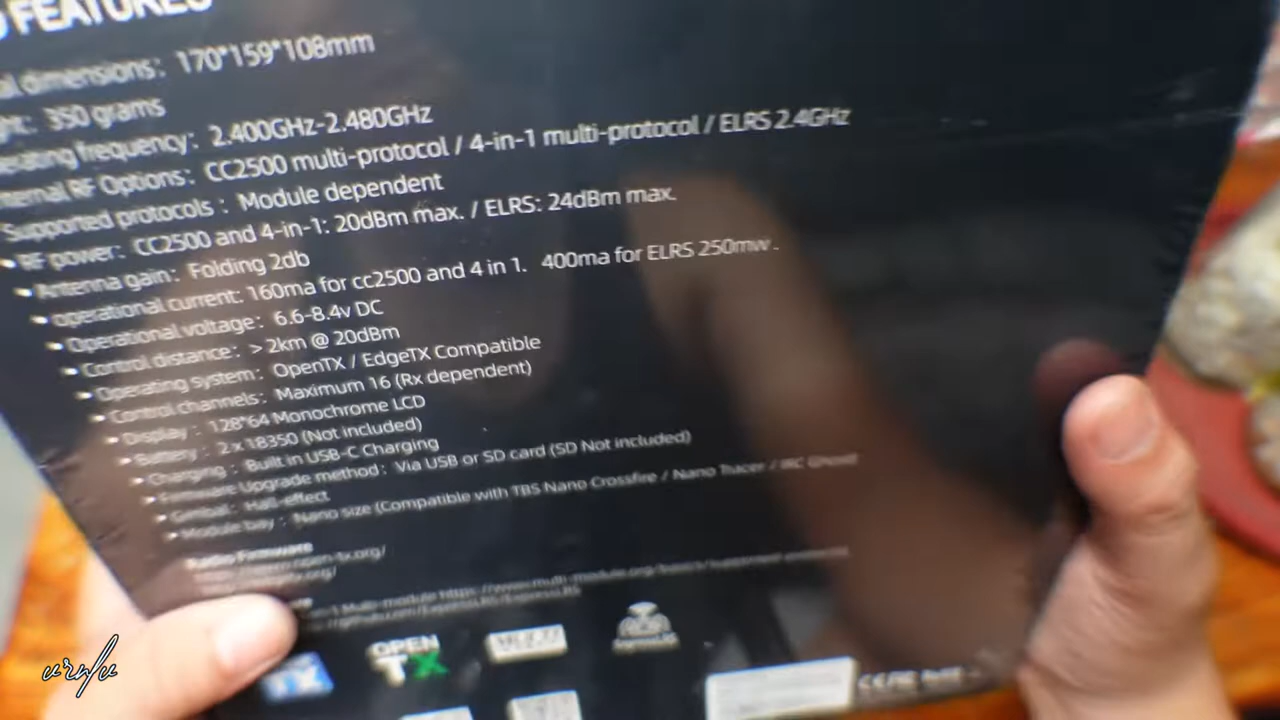 FEATURES
dimensions: 170*159*108mm
350 grams
frequency: 2.400GHz-2.480GHz
RF Options: CC2500 multi-protocol / 4-in-1 multi-protocol / ELRS 2.4GHz
Supported protocols : Module dependent
• RF power: CC2500 and 4-in-1: 20dBm max. / ELRS: 24dBm max.
• Antenna gain: Folding 2db
• operational current: 160ma for cc2500 and 4 in 1. 400ma for ELRS 250mw .
• Operational voltage: 6.6-8.4v DC
• Control distance: >2km @ 20dBm
• Operating system: OpenTX / EdgeTX Compatible
• Control channels: Maximum 16 (Rx dependent)
• Display : 128*64 Monochrome LCD
• Battery : 2 x 18350 (Not included)
• Charging : Built in USB-C Charging
• Firmware Upgrade method: Via USB or SD card (SD Not included)
• Gimbal : Hall-effect
• Module bay : Nano size (Compatible with TBS Nano Crossfire / Nano Tracer / IRC Ghost)
Radio Firmware
OPEN TX
urylv